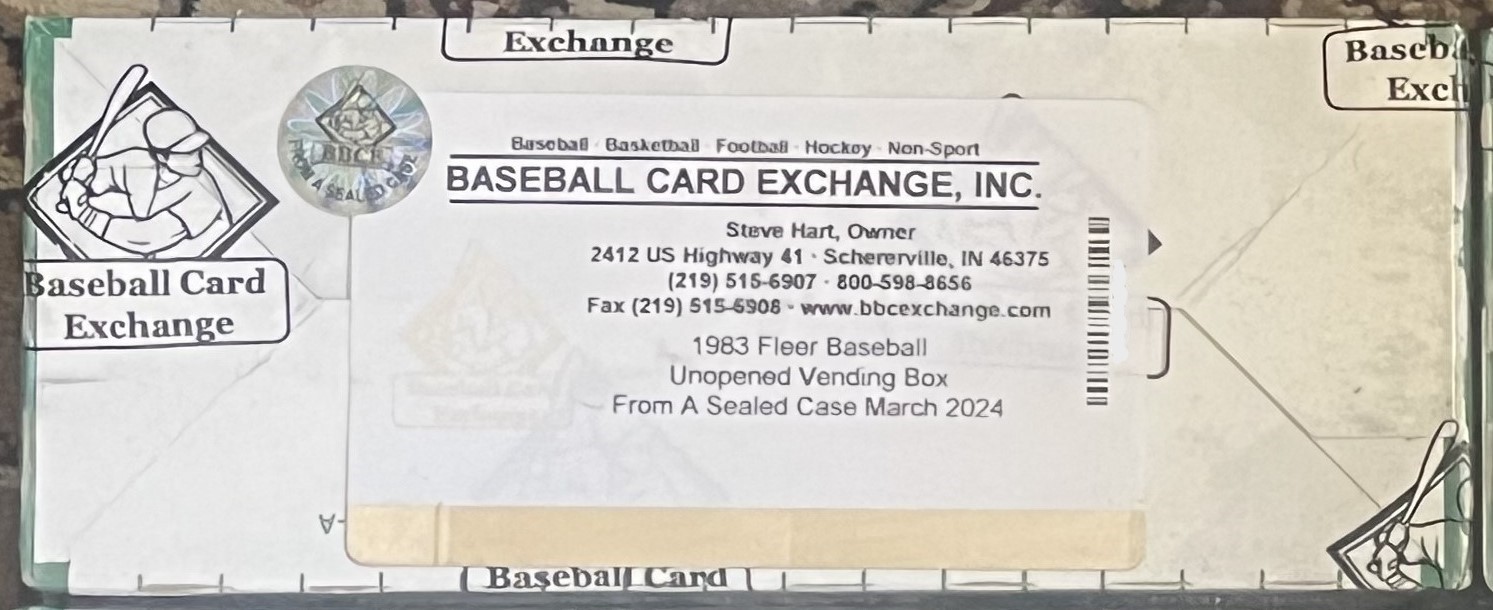 Exchange
Baseb
Exch
BBCE
FROM A SEALED CASE
Baseball Card
Exchange
Baseball · Basketball · Football · Hockey · Non-Sport
BASEBALL CARD EXCHANGE, INC.
Steve Hart, Owner
2412 US Highway 41 · Schererville, IN 46375
(219) 515-6907 · 800-598-8656
Fax (219) 515-6908 · www.bbcexchange.com
1983 Fleer Baseball
Unopened Vending Box
From A Sealed Case March 2024
A-
Baseball Card